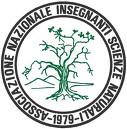 ASSOCIAZIONE NAZIONALE INSEGNANTI SCIENZE NATURALI
-1979-